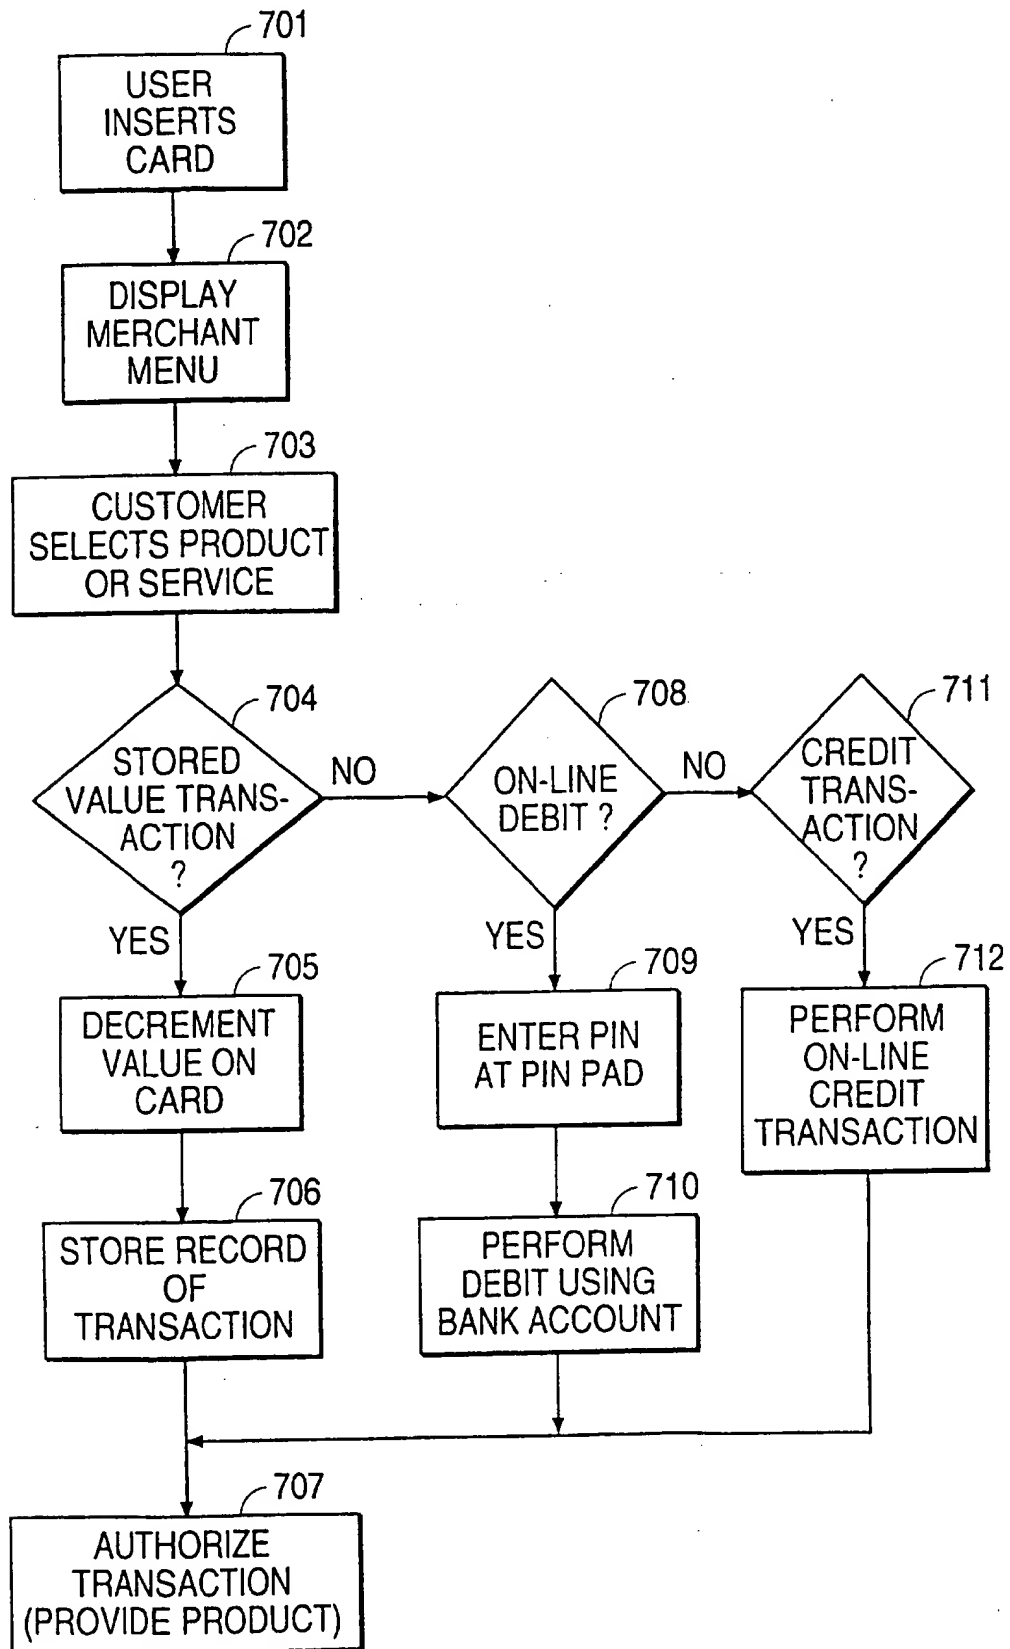 701
USER
INSERTS
CARD
702
DISPLAY
MERCHANT
MENU
703
CUSTOMER
SELECTS PRODUCT
OR SERVICE
704
STORED
VALUE TRANS-
ACTION
?
NO
708
ON-LINE
DEBIT ?
NO
711
CREDIT
TRANS-
ACTION
?
YES
705
DECREMENT
VALUE ON
CARD
706
STORE RECORD
OF
TRANSACTION
YES
709
ENTER PIN
AT PIN PAD
710
PERFORM
DEBIT USING
BANK ACCOUNT
YES
712
PERFORM
ON-LINE
CREDIT
TRANSACTION
707
AUTHORIZE
TRANSACTION
(PROVIDE PRODUCT)